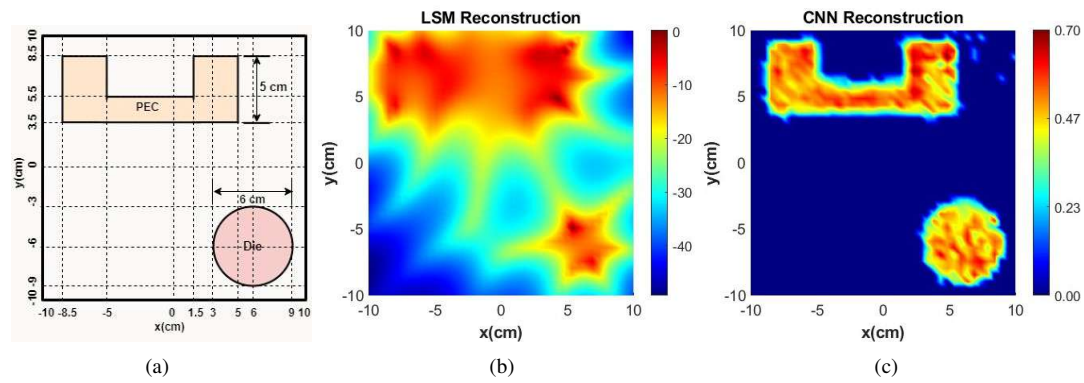 10
8.5
5.5
3.5
0
-3
-6
-9
-10
y(cm)
PEC
5 cm
6 cm
Die
-10 -8.5 -5 0 1.5 3 5 6 9 10
x(cm)
(a)
LSM Reconstruction
10
5
0
-5
-10
y(cm)
-10 -5 0 5 10
x(cm)
0
-10
-20
-30
-40
(b)
CNN Reconstruction
10
5
0
-5
-10
y(cm)
-10 -5 0 5 10
x(cm)
0.70
0.47
0.23
0.00
(c)